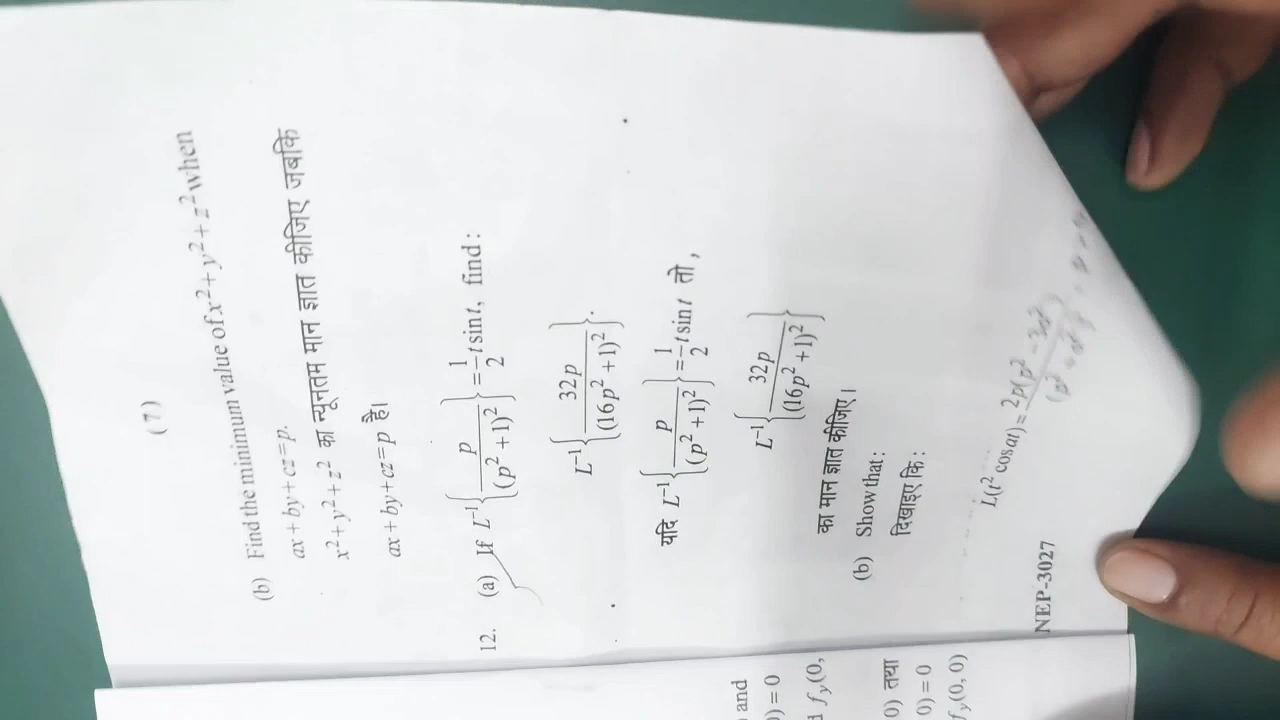 (7)
(b) Find the minimum value of x²+y²+z² when
ax+by+cz=p.
x²+y²+z² का न्यूनतम मान ज्ञात कीजिए जबकि
ax+by+cz=p है।
12. (a) If L⁻¹{p/(p²+1)²}=1/2 t sin t, find :
L⁻¹{32p/(16p²+1)²}.
यदि L⁻¹{p/(p²+1)²}=1/2 t sin t तो,
L⁻¹{32p/(16p²+1)²}
का मान ज्ञात कीजिए।
(b) Show that :
दिखाइए कि :
L(t² cos at) = 2p(p² - 3a²)
NEP-3027
and
) = 0
f_y(0,
0) तथा
0) = 0
f_y(0, 0)